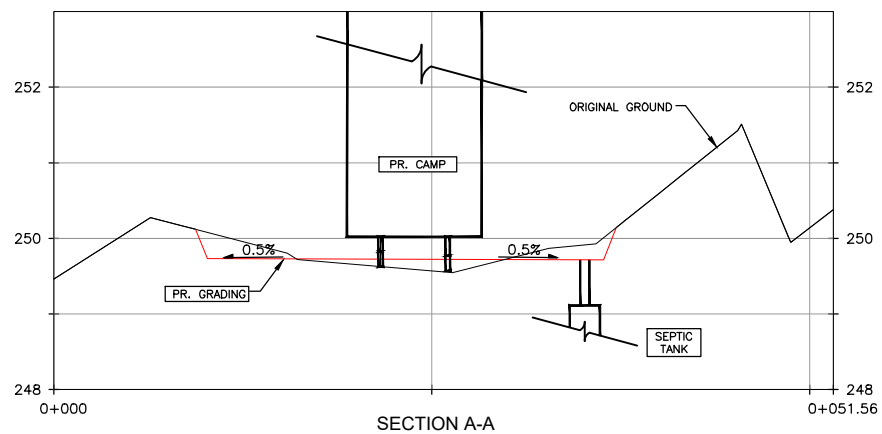 252
252
ORIGINAL GROUND
PR. CAMP
250
250
0.5%
0.5%
PR. GRADING
SEPTIC
TANK
248
248
0+000
0+051.56
SECTION A-A